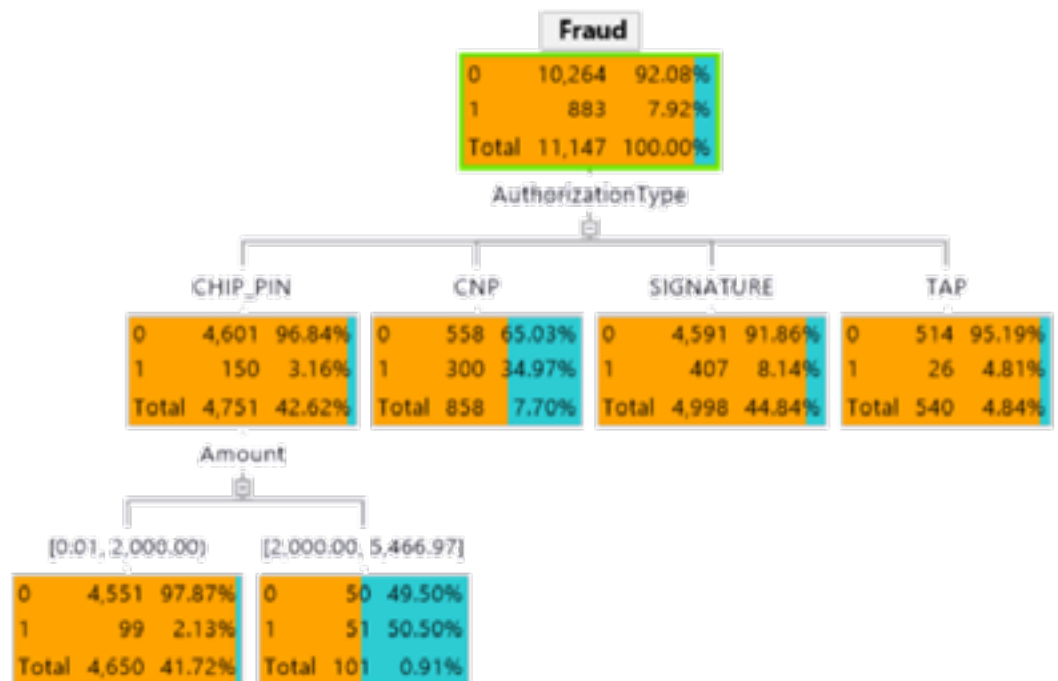 Fraud
0 10,264 92.08%
1 883 7.92%
Total 11,147 100.00%
AuthorizationType
CHIP_PIN CNP SIGNATURE TAP
0 4,601 96.84% 0 558 65.03% 0 4,591 91.86% 0 514 95.19%
1 150 3.16% 1 300 34.97% 1 407 8.14% 1 26 4.81%
Total 4,751 42.62% Total 858 7.70% Total 4,998 44.84% Total 540 4.84%
Amount
[0.01, 2,000.00) [2,000.00, 5,466.97]
0 4,551 97.87% 0 50 49.50%
1 99 2.13% 1 51 50.50%
Total 4,650 41.72% Total 101 0.91%